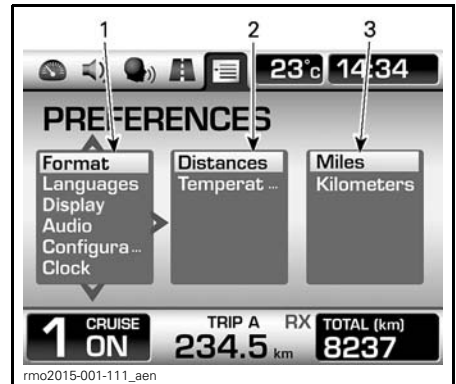 1 2 3
23°c 14:34
PREFERENCES
Format Distances Miles
Languages Temperat ... Kilometers
Display
Audio
Configura ...
Clock
1 CRUISE ON TRIP A 234.5 km RX TOTAL (km) 8237
rmo2015-001-111_aen